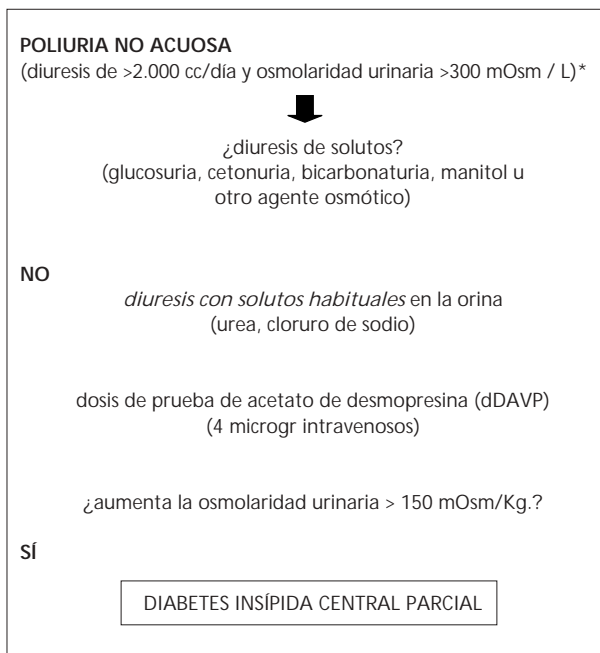 POLIURIA NO ACUOSA
(diuresis de >2.000 cc/día y osmolaridad urinaria >300 mOsm / L)*
¿diuresis de solutos?
(glucosuria, cetonuria, bicarbonaturia, manitol u
otro agente osmótico)
NO
diuresis con solutos habituales en la orina
(urea, cloruro de sodio)
dosis de prueba de acetato de desmopresina (dDAVP)
(4 microgr intravenosos)
¿aumenta la osmolaridad urinaria > 150 mOsm/Kg.?
SÍ
DIABETES INSÍPIDA CENTRAL PARCIAL